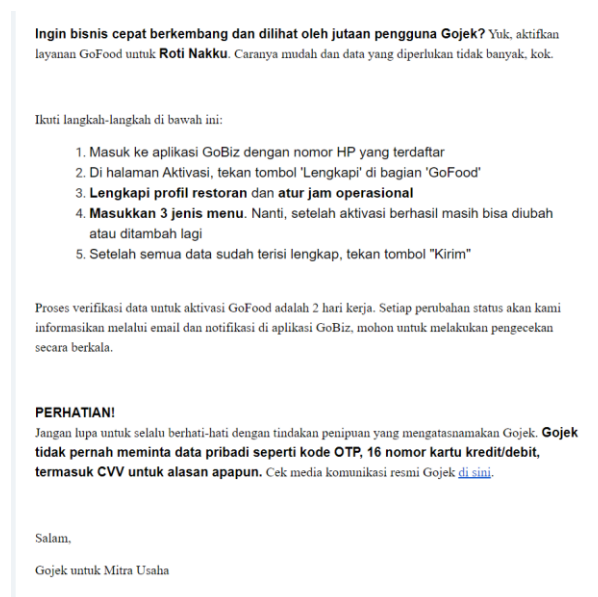 Ingin bisnis cepat berkembang dan dilihat oleh jutaan pengguna Gojek? Yuk, aktifkan
layanan GoFood untuk Roti Nakku. Caranya mudah dan data yang diperlukan tidak banyak, kok.
Ikuti langkah-langkah di bawah ini:
1. Masuk ke aplikasi GoBiz dengan nomor HP yang terdaftar
2. Di halaman Aktivasi, tekan tombol 'Lengkapi' di bagian 'GoFood'
3. Lengkapi profil restoran dan atur jam operasional
4. Masukkan 3 jenis menu. Nanti, setelah aktivasi berhasil masih bisa diubah
atau ditambah lagi
5. Setelah semua data sudah terisi lengkap, tekan tombol "Kirim"
Proses verifikasi data untuk aktivasi GoFood adalah 2 hari kerja. Setiap perubahan status akan kami
informasikan melalui email dan notifikasi di aplikasi GoBiz, mohon untuk melakukan pengecekan
secara berkala.
PERHATIAN!
Jangan lupa untuk selalu berhati-hati dengan tindakan penipuan yang mengatasnamakan Gojek. Gojek
tidak pernah meminta data pribadi seperti kode OTP, 16 nomor kartu kredit/debit,
termasuk CVV untuk alasan apapun. Cek media komunikasi resmi Gojek di sini.
Salam,
Gojek untuk Mitra Usaha